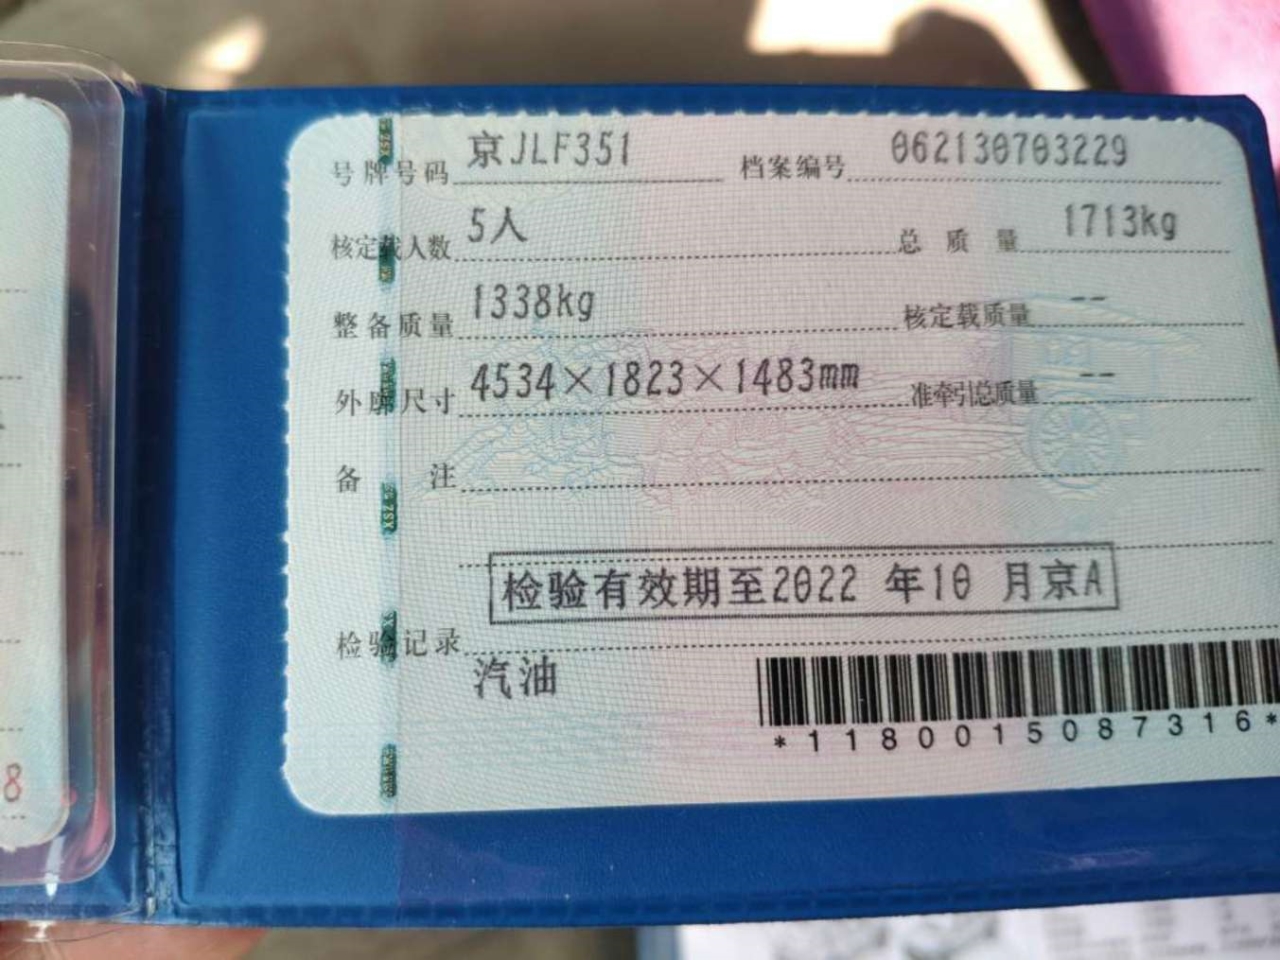 号牌号码 京JLF351 档案编号 062130703229
核定载人数 5人 总质量 1713kg
整备质量 1338kg 核定载质量 --
外廓尺寸 4534×1823×1483mm 准牵引总质量 --
备注
检验有效期至2022 年10 月京A
检验记录
汽油
*1180015087316*
8